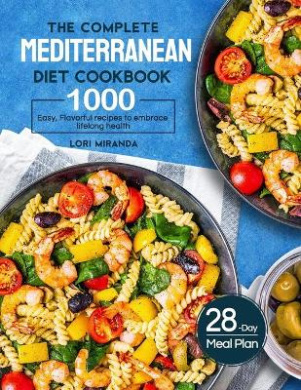 THE COMPLETE
MEDITERRANEAN
DIET COOKBOOK
1000
Easy, Flavorful recipes to embrace
lifelong health
LORI MIRANDA
28-Day
Meal Plan